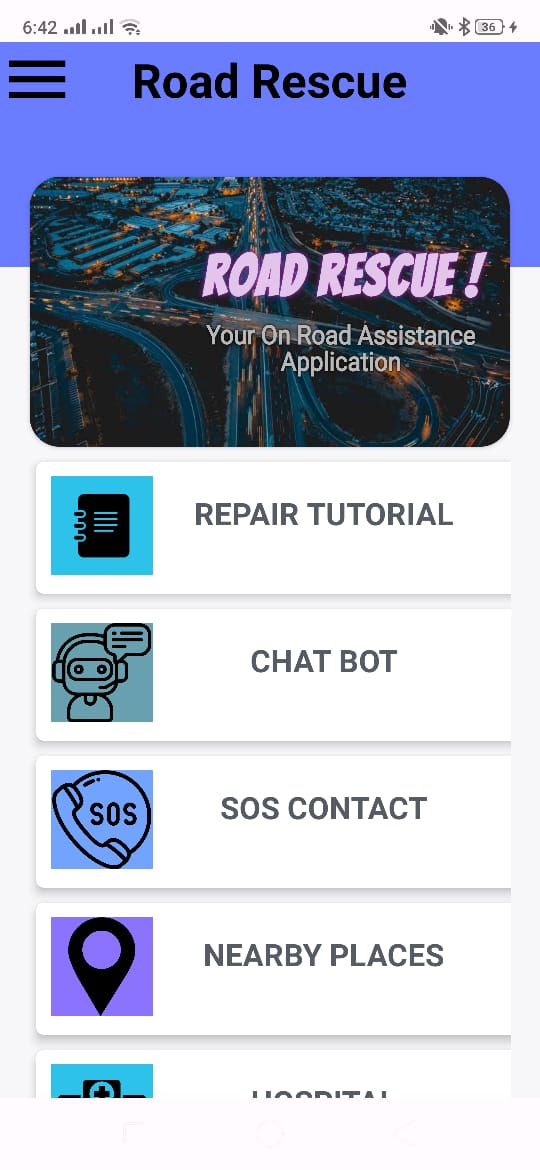 6:42
36
Road Rescue
ROAD RESCUE !
Your On Road Assistance
Application
REPAIR TUTORIAL
CHAT BOT
SOS
SOS CONTACT
NEARBY PLACES
HOSPITAL